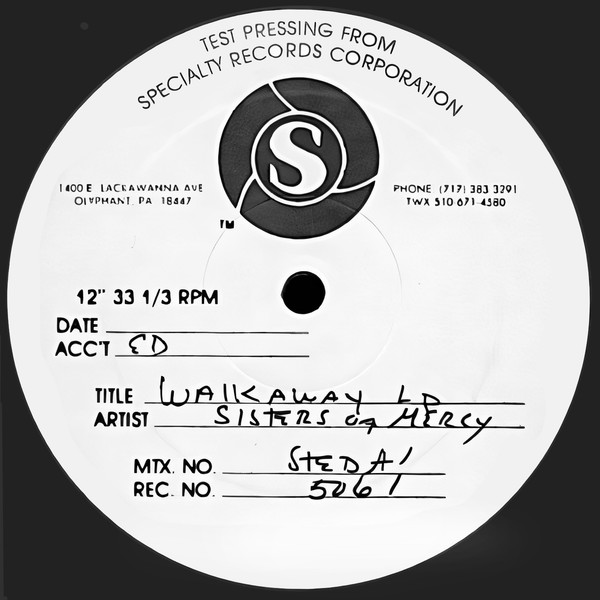 TEST PRESSING FROM
SPECIALTY RECORDS CORPORATION
S
1400 E. LACKAWANNA AVE
OLYPHANT, PA 18447
PHONE (717) 383 3291
TWX 510 671-4580
TM
12" 33 1/3 RPM
DATE
ACC'T ED
TITLE WALKAWAY LP
ARTIST SISTERS OF MERCY
MTX. NO. STED A1
REC. NO. 5061